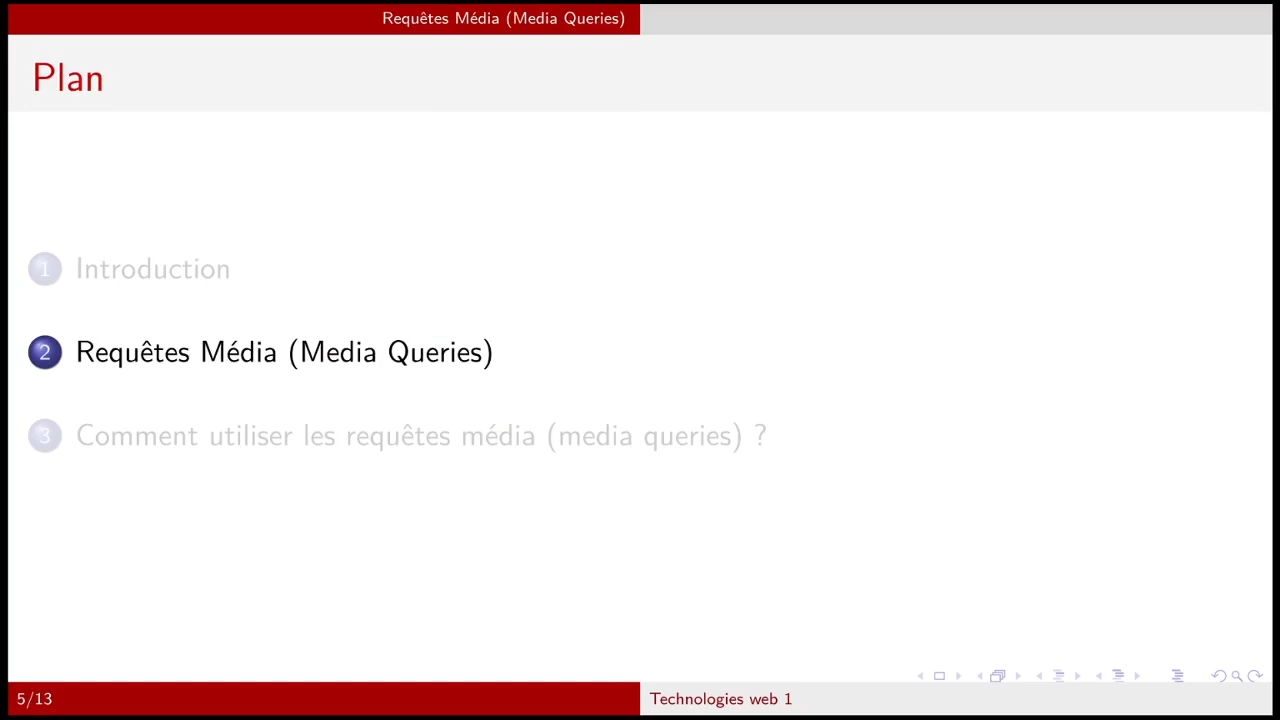 Requêtes Média (Media Queries)
Plan
1 Introduction
2 Requêtes Média (Media Queries)
3 Comment utiliser les requêtes média (media queries) ?
5/13
Technologies web 1